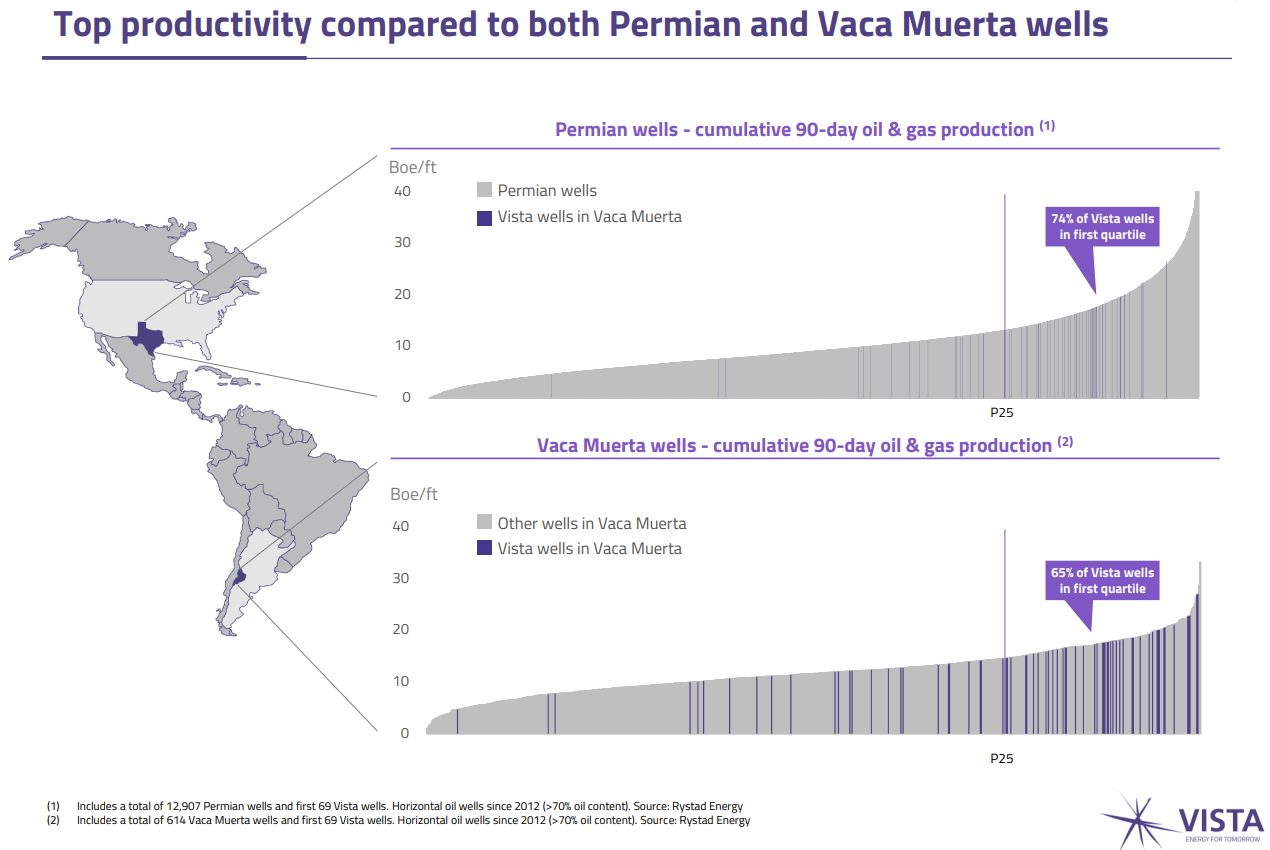 Top productivity compared to both Permian and Vaca Muerta wells
Permian wells - cumulative 90-day oil & gas production (1)
Boe/ft
40
30
20
10
0
Permian wells
Vista wells in Vaca Muerta
74% of Vista wells
in first quartile
P25
Vaca Muerta wells - cumulative 90-day oil & gas production (2)
Boe/ft
40
30
20
10
0
Other wells in Vaca Muerta
Vista wells in Vaca Muerta
65% of Vista wells
in first quartile
P25
(1) Includes a total of 12,907 Permian wells and first 69 Vista wells. Horizontal oil wells since 2012 (>70% oil content). Source: Rystad Energy
(2) Includes a total of 614 Vaca Muerta wells and first 69 Vista wells. Horizontal oil wells since 2012 (>70% oil content). Source: Rystad Energy
VISTA
ENERGY FOR TOMORROW